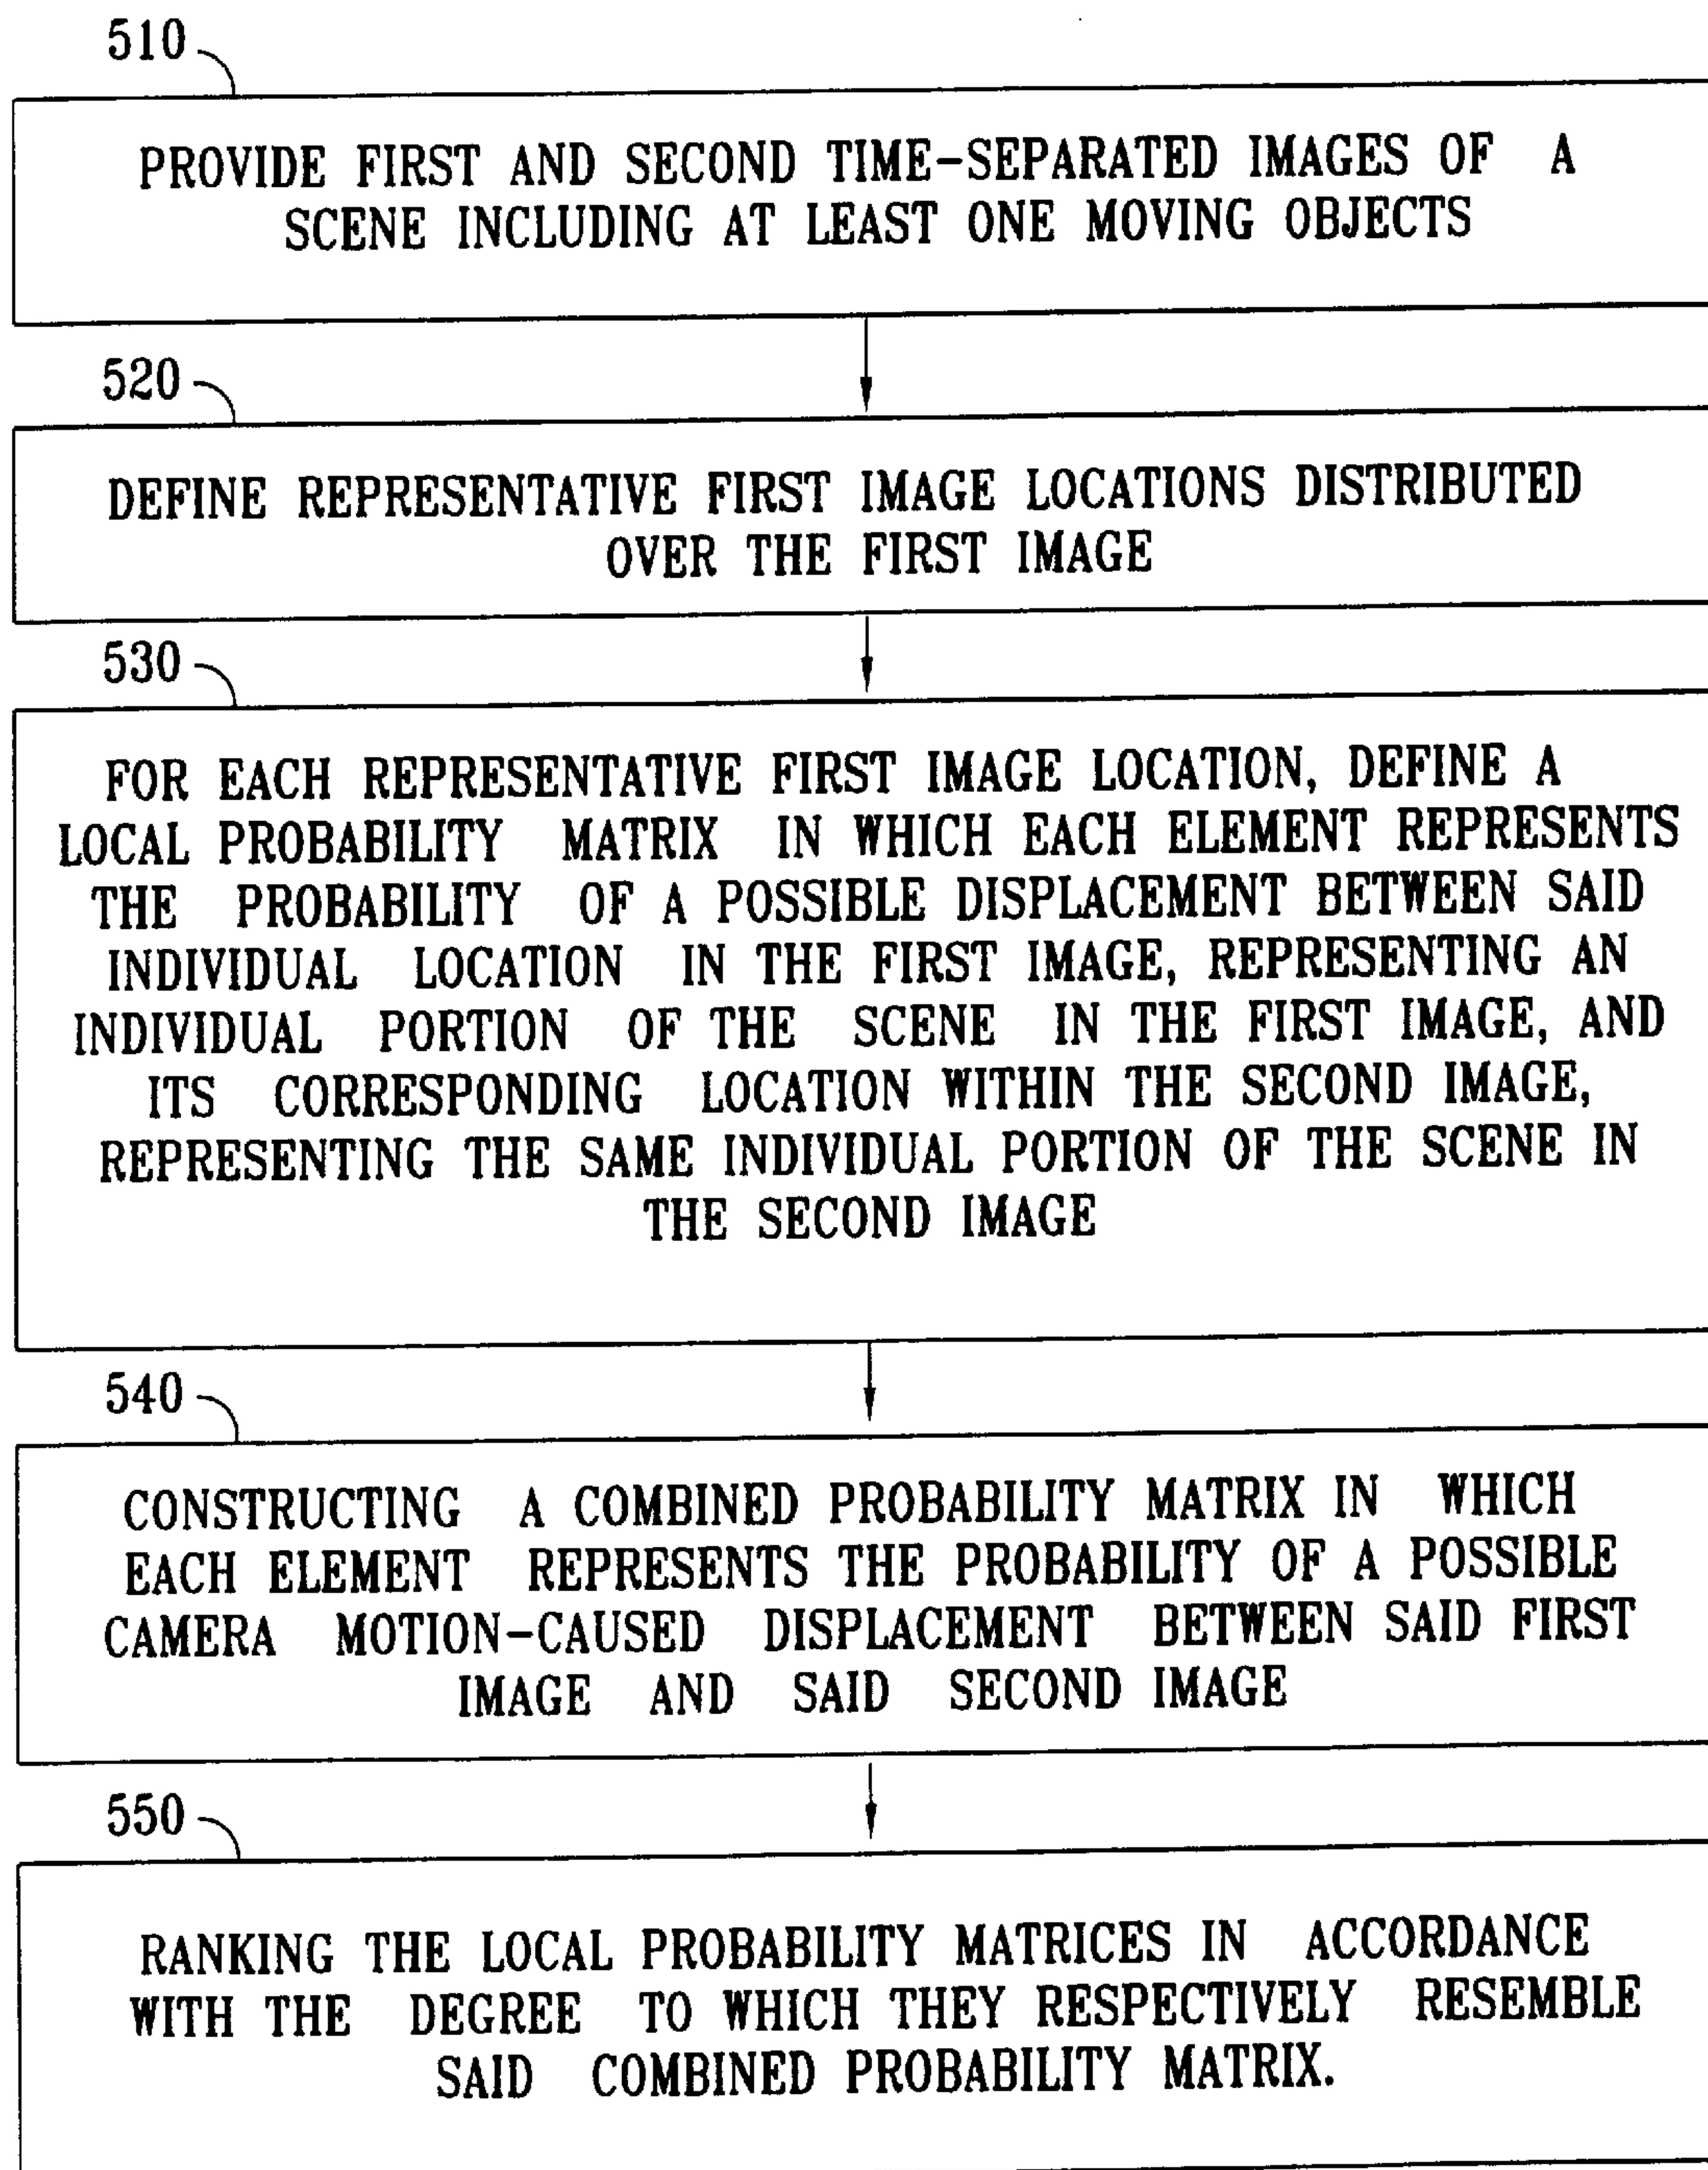 510
PROVIDE FIRST AND SECOND TIME-SEPARATED IMAGES OF A
SCENE INCLUDING AT LEAST ONE MOVING OBJECTS
520
DEFINE REPRESENTATIVE FIRST IMAGE LOCATIONS DISTRIBUTED
OVER THE FIRST IMAGE
530
FOR EACH REPRESENTATIVE FIRST IMAGE LOCATION, DEFINE A
LOCAL PROBABILITY MATRIX IN WHICH EACH ELEMENT REPRESENTS
THE PROBABILITY OF A POSSIBLE DISPLACEMENT BETWEEN SAID
INDIVIDUAL LOCATION IN THE FIRST IMAGE, REPRESENTING AN
INDIVIDUAL PORTION OF THE SCENE IN THE FIRST IMAGE, AND
ITS CORRESPONDING LOCATION WITHIN THE SECOND IMAGE,
REPRESENTING THE SAME INDIVIDUAL PORTION OF THE SCENE IN
THE SECOND IMAGE
540
CONSTRUCTING A COMBINED PROBABILITY MATRIX IN WHICH
EACH ELEMENT REPRESENTS THE PROBABILITY OF A POSSIBLE
CAMERA MOTION-CAUSED DISPLACEMENT BETWEEN SAID FIRST
IMAGE AND SAID SECOND IMAGE
550
RANKING THE LOCAL PROBABILITY MATRICES IN ACCORDANCE
WITH THE DEGREE TO WHICH THEY RESPECTIVELY RESEMBLE
SAID COMBINED PROBABILITY MATRIX.